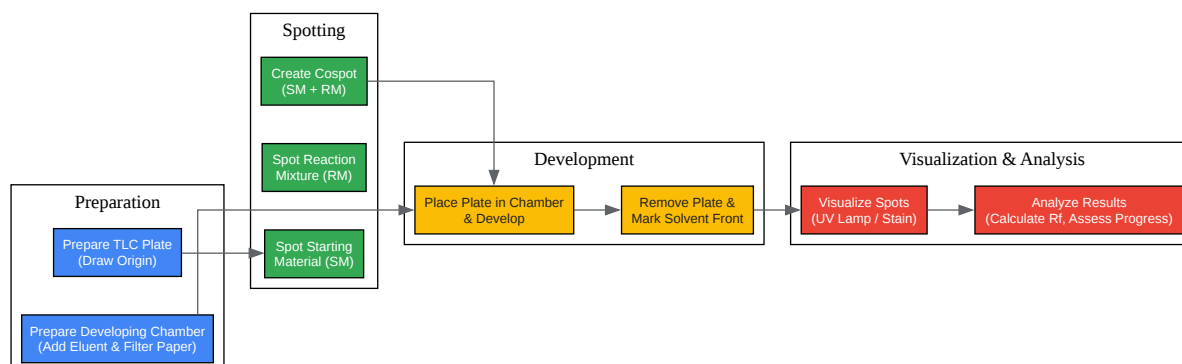 Preparation
Prepare TLC Plate
(Draw Origin)
Prepare Developing Chamber
(Add Eluent & Filter Paper)
Spotting
Create Cospot
(SM + RM)
Spot Reaction
Mixture (RM)
Spot Starting
Material (SM)
Development
Place Plate in Chamber
& Develop
Remove Plate &
Mark Solvent Front
Visualization & Analysis
Visualize Spots
(UV Lamp / Stain)
Analyze Results
(Calculate Rf, Assess Progress)